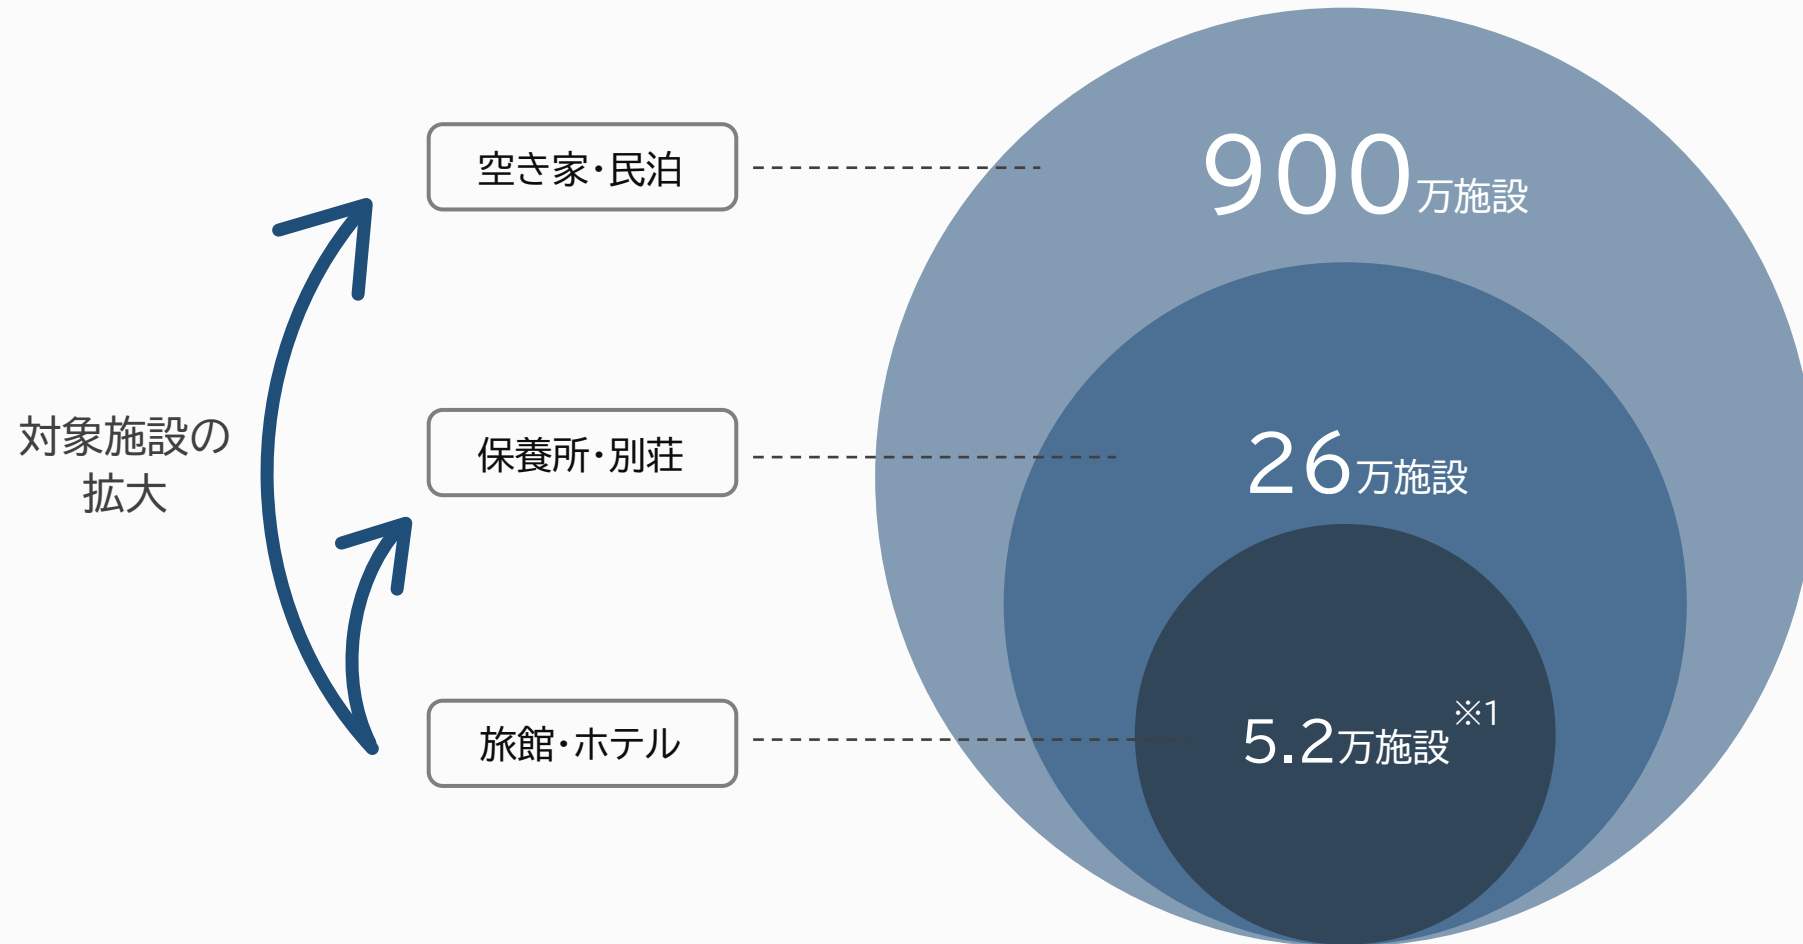 空き家・民泊
900万施設
対象施設の
拡大
保養所・別荘
26万施設
旅館・ホテル
5.2万施設※1